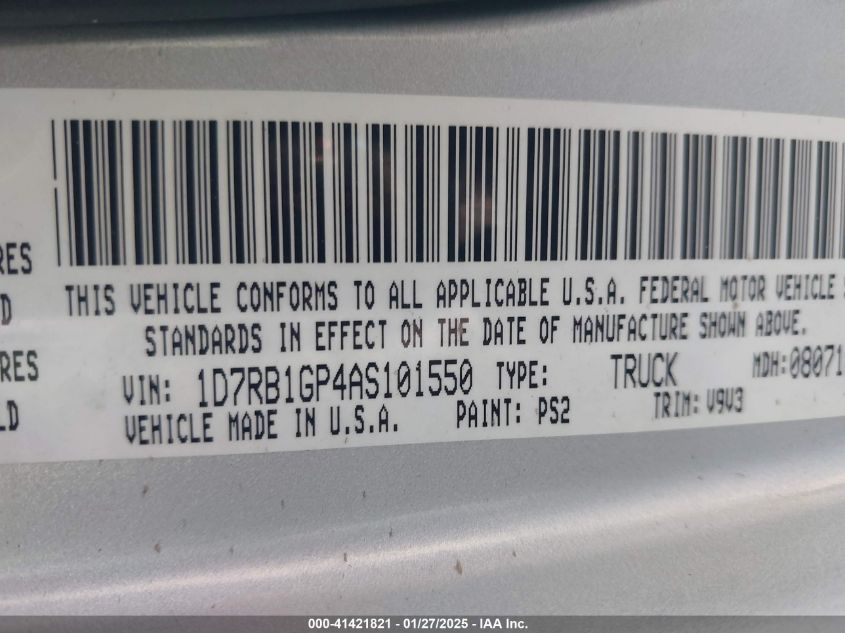 RES
D
RES
LD
THIS VEHICLE CONFORMS TO ALL APPLICABLE U.S.A. FEDERAL MOTOR VEHICLE S
STANDARDS IN EFFECT ON THE DATE OF MANUFACTURE SHOWN ABOVE.
VIN: 1D7RB1GP4AS101550 TYPE: TRUCK MDH:08071
VEHICLE MADE IN U.S.A. PAINT: PS2 TRIM: V9V3
000-41421821 - 01/27/2025 - IAA Inc.